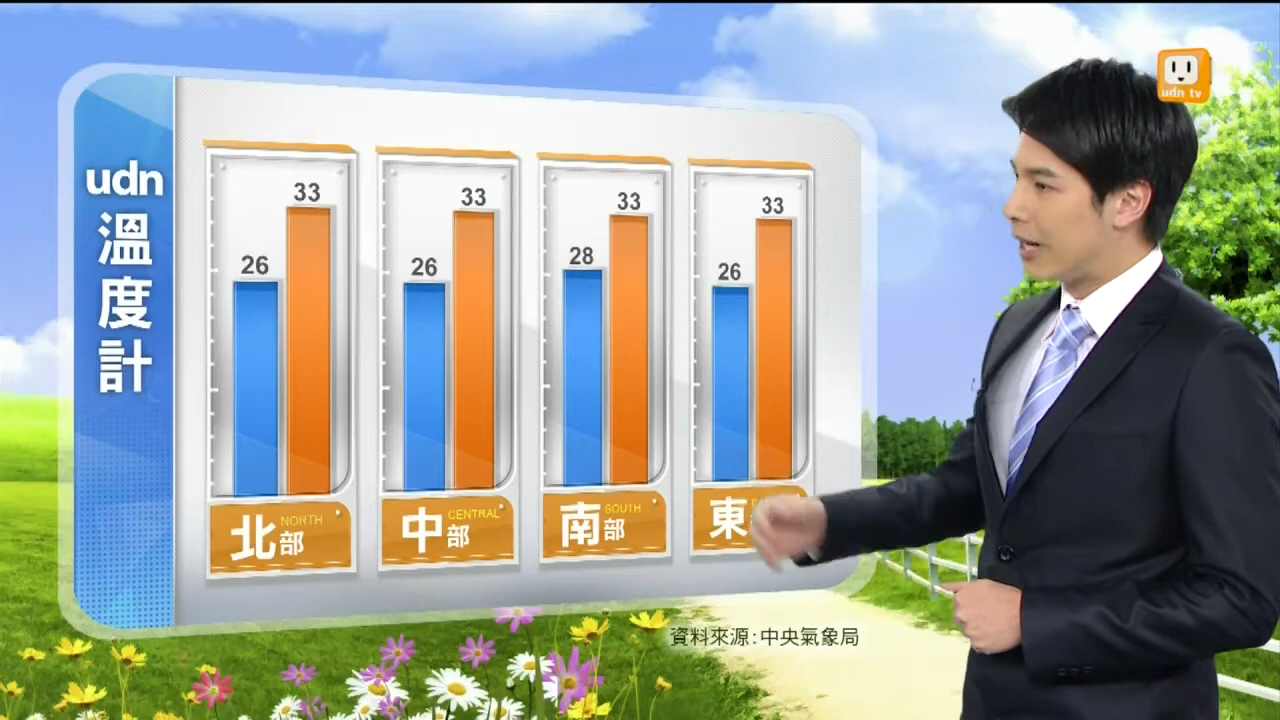 udn tv
udn
溫度計
26
33
26
33
28
33
26
33
北部 NORTH
中部 CENTRAL
南部 SOUTH
東
資料來源:中央氣象局